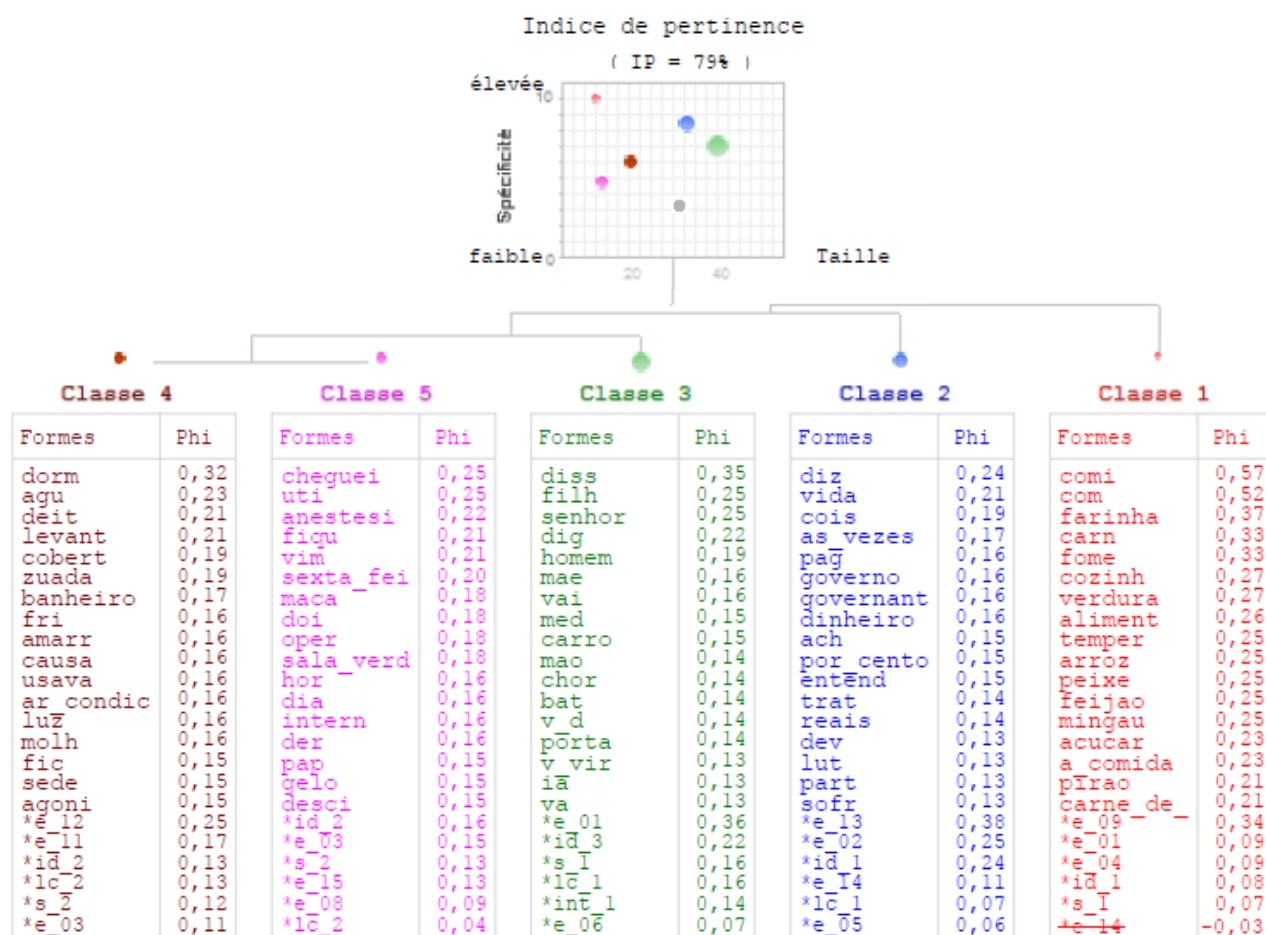 Indice de pertinence
( IP = 79% )
élevée
10
Spécificité
faible 0
Taille
20 40
Classe 4 Classe 5 Classe 3 Classe 2 Classe 1
Formes Phi Formes Phi Formes Phi Formes Phi Formes Phi
dorm 0,32 cheguei 0,25 diss 0,35 diz 0,24 comi 0,57
agu 0,23 uti 0,25 filh 0,25 vida 0,21 com 0,52
deit 0,21 anestesi 0,22 senhor 0,25 cois 0,19 farinha 0,37
levant 0,21 fiqu 0,21 dig 0,22 as_vezes 0,17 carn 0,33
cobert 0,19 vim 0,21 homem 0,19 pag 0,16 fome 0,33
zuada 0,19 sexta_fei 0,20 mae 0,16 governo 0,16 cozinh 0,27
banheiro 0,17 maca 0,18 vai 0,16 governant 0,16 verdura 0,27
fri 0,16 doi 0,18 med 0,15 dinheiro 0,16 aliment 0,26
amarr 0,16 oper 0,18 carro 0,15 ach 0,15 temper 0,25
causa 0,16 sala_verd 0,18 mao 0,14 por_cento 0,15 arroz 0,25
usava 0,16 hor 0,16 chor 0,14 entend 0,15 peixe 0,25
ar_condic 0,16 dia 0,16 bat 0,14 trat 0,14 feijao 0,25
luz 0,16 intern 0,16 v_d 0,14 reais 0,14 mingau 0,25
molh 0,16 der 0,16 porta 0,14 dev 0,13 acucar 0,23
fic 0,15 pap 0,15 v_vir 0,13 lut 0,13 a_comida 0,23
sede 0,15 gelo 0,15 ia 0,13 part 0,13 pirao 0,21
agoni 0,15 desci 0,15 va 0,13 sofr 0,13 carne_de_ 0,21
*e_12 0,25 *id_2 0,16 *e_01 0,36 *e_13 0,38 *e_09 0,34
*e_11 0,17 *e_03 0,15 *id_3 0,22 *e_02 0,25 *e_01 0,09
*id_2 0,13 *s_2 0,13 *s_1 0,16 *id_1 0,24 *e_04 0,09
*lc_2 0,13 *e_15 0,13 *lc_1 0,16 *e_14 0,11 *id_1 0,08
*s_2 0,12 *e_08 0,09 *int_1 0,14 *lc_1 0,07 *s_1 0,07
*e_03 0,11 *lc_2 0,04 *e_06 0,07 *e_05 0,06 *e_14 -0,03